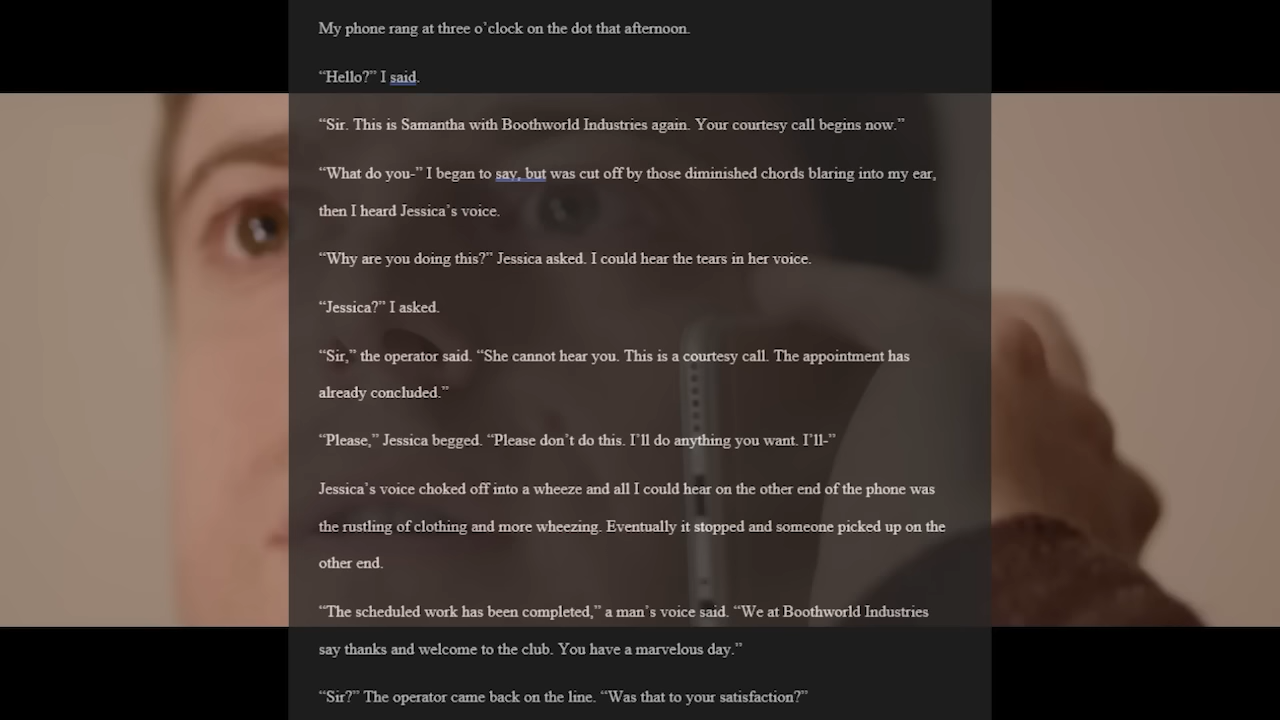 My phone rang at three o’clock on the dot that afternoon.
“Hello?” I said.
“Sir. This is Samantha with Boothworld Industries again. Your courtesy call begins now.”
“What do you-” I began to say, but was cut off by those diminished chords blaring into my ear,
then I heard Jessica’s voice.
“Why are you doing this?” Jessica asked. I could hear the tears in her voice.
“Jessica?” I asked.
“Sir,” the operator said. “She cannot hear you. This is a courtesy call. The appointment has
already concluded.”
“Please,” Jessica begged. “Please don’t do this. I’ll do anything you want. I’ll-”
Jessica’s voice choked off into a wheeze and all I could hear on the other end of the phone was
the rustling of clothing and more wheezing. Eventually it stopped and someone picked up on the
other end.
“The scheduled work has been completed,” a man’s voice said. “We at Boothworld Industries
say thanks and welcome to the club. You have a marvelous day.”
“Sir?” The operator came back on the line. “Was that to your satisfaction?”